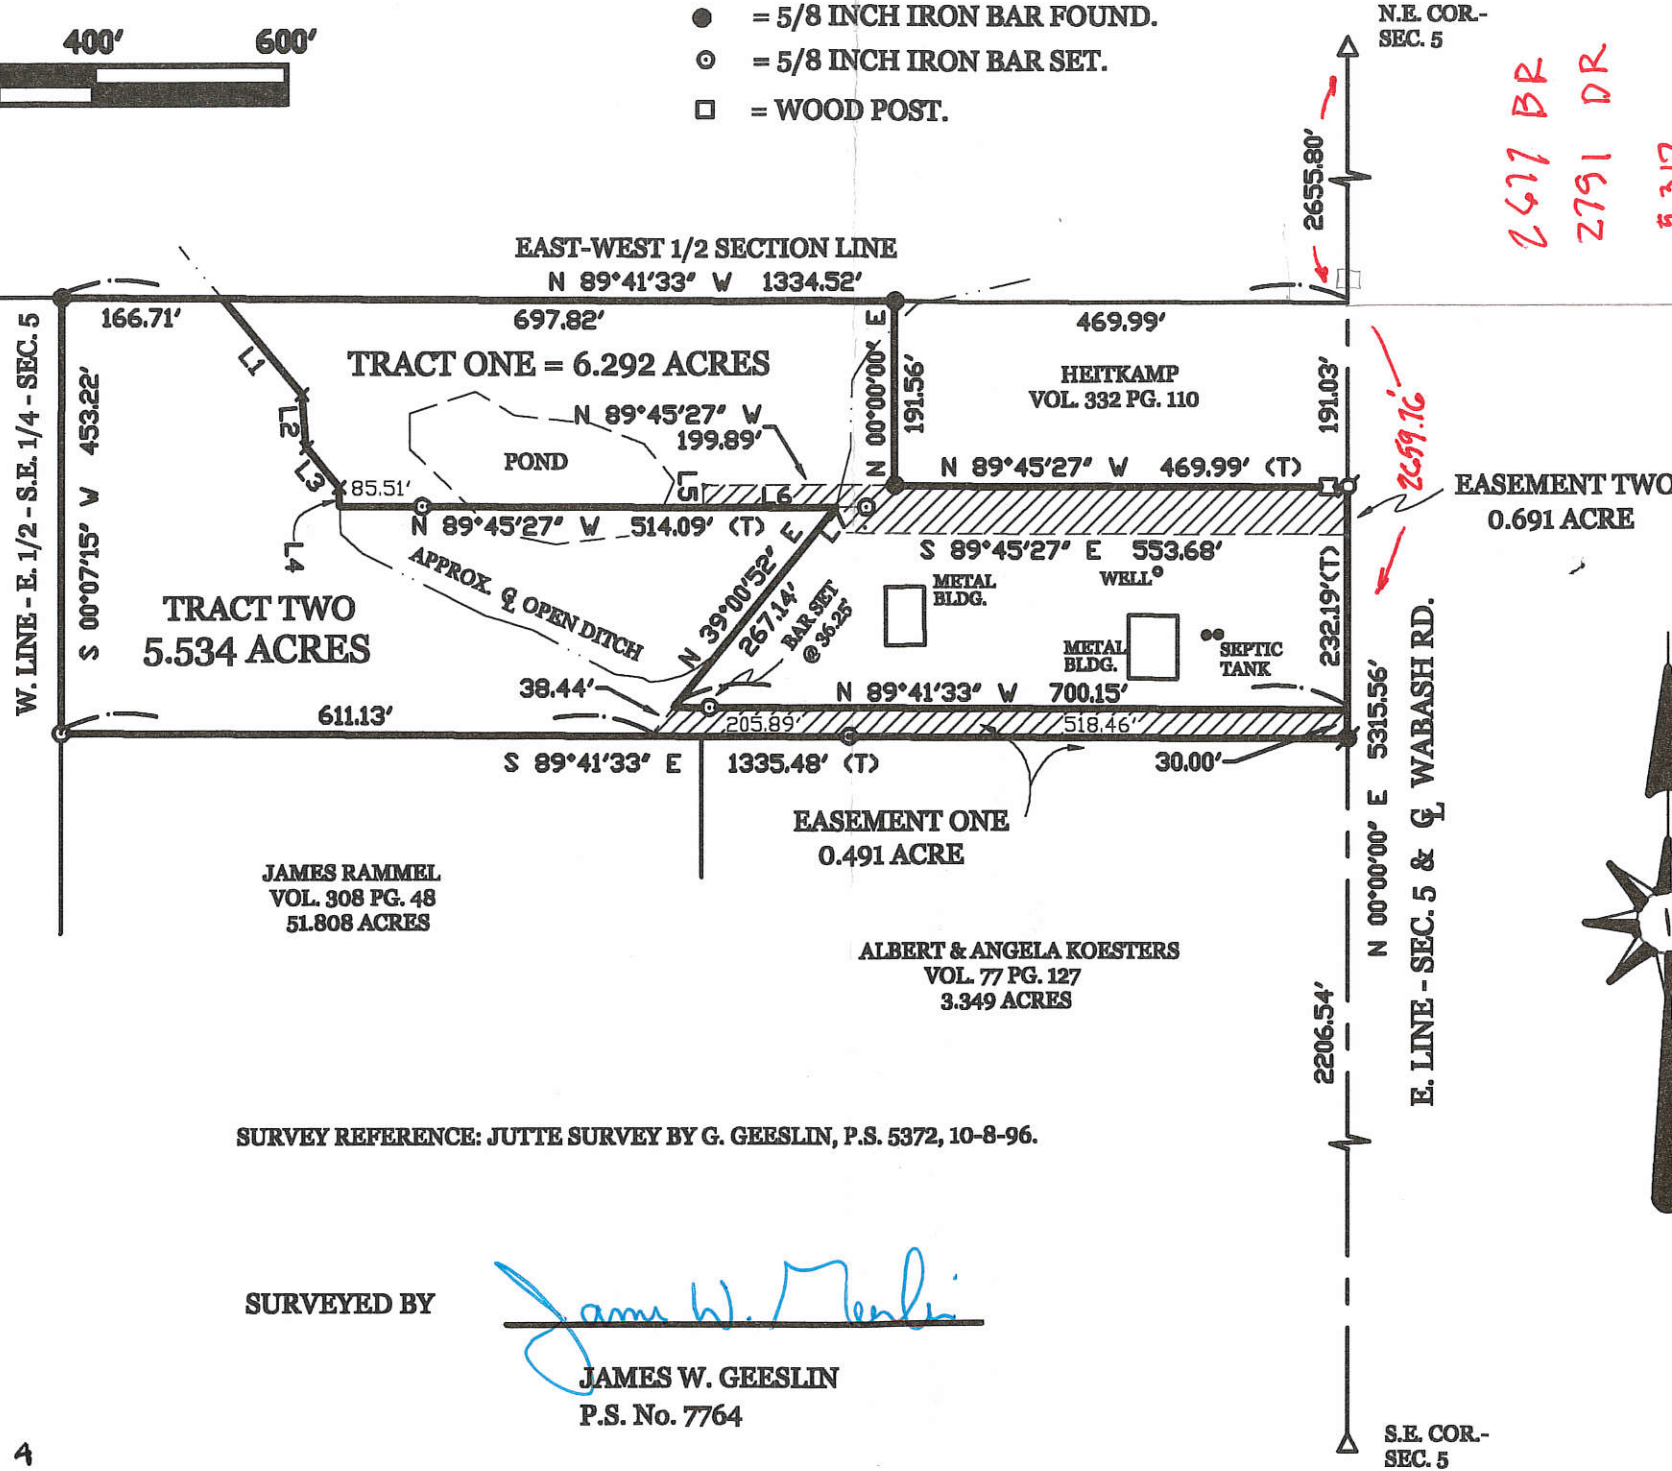 400' 600'
● = 5/8 INCH IRON BAR FOUND.
⊙ = 5/8 INCH IRON BAR SET.
□ = WOOD POST.
N.E. COR.-
SEC. 5
2677 BR
2791 DR
2655.80'
EAST-WEST 1/2 SECTION LINE
N 89°41'33" W 1334.52'
166.71'
697.82'
469.99'
W. LINE - E. 1/2 - S.E. 1/4 - SEC. 5
S 00°07'15" W 453.22'
L1
L2
L3
L4
TRACT ONE = 6.292 ACRES
N 89°45'27" W
199.89'
POND
L5
L6
N 00°00'00" E
191.56'
HEITKAMP
VOL. 332 PG. 110
191.03'
2659.76'
N 89°45'27" W 469.99' (T)
EASEMENT TWO
0.691 ACRE
85.51'
N 89°45'27" W 514.09' (T)
S 89°45'27" E 553.68'
APPROX. ℄ OPEN DITCH
TRACT TWO
5.534 ACRES
N 39°00'52" E
267.14'
BAR SET
@ 36.25'
METAL
BLDG.
WELL
METAL
BLDG.
SEPTIC
TANK
232.19'(T)
38.44'
N 89°41'33" W 700.15'
611.13'
205.89'
518.46'
S 89°41'33" E 1335.48' (T)
30.00'
EASEMENT ONE
0.491 ACRE
N 00°00'00" E 5315.56'
E. LINE - SEC. 5 & ℄ WABASH RD.
JAMES RAMMEL
VOL. 308 PG. 48
51.808 ACRES
ALBERT & ANGELA KOESTERS
VOL. 77 PG. 127
3.349 ACRES
2206.54'
SURVEY REFERENCE: JUTTE SURVEY BY G. GEESLIN, P.S. 5372, 10-8-96.
SURVEYED BY
James W. Geeslin
JAMES W. GEESLIN
P.S. No. 7764
4
S.E. COR.-
SEC. 5